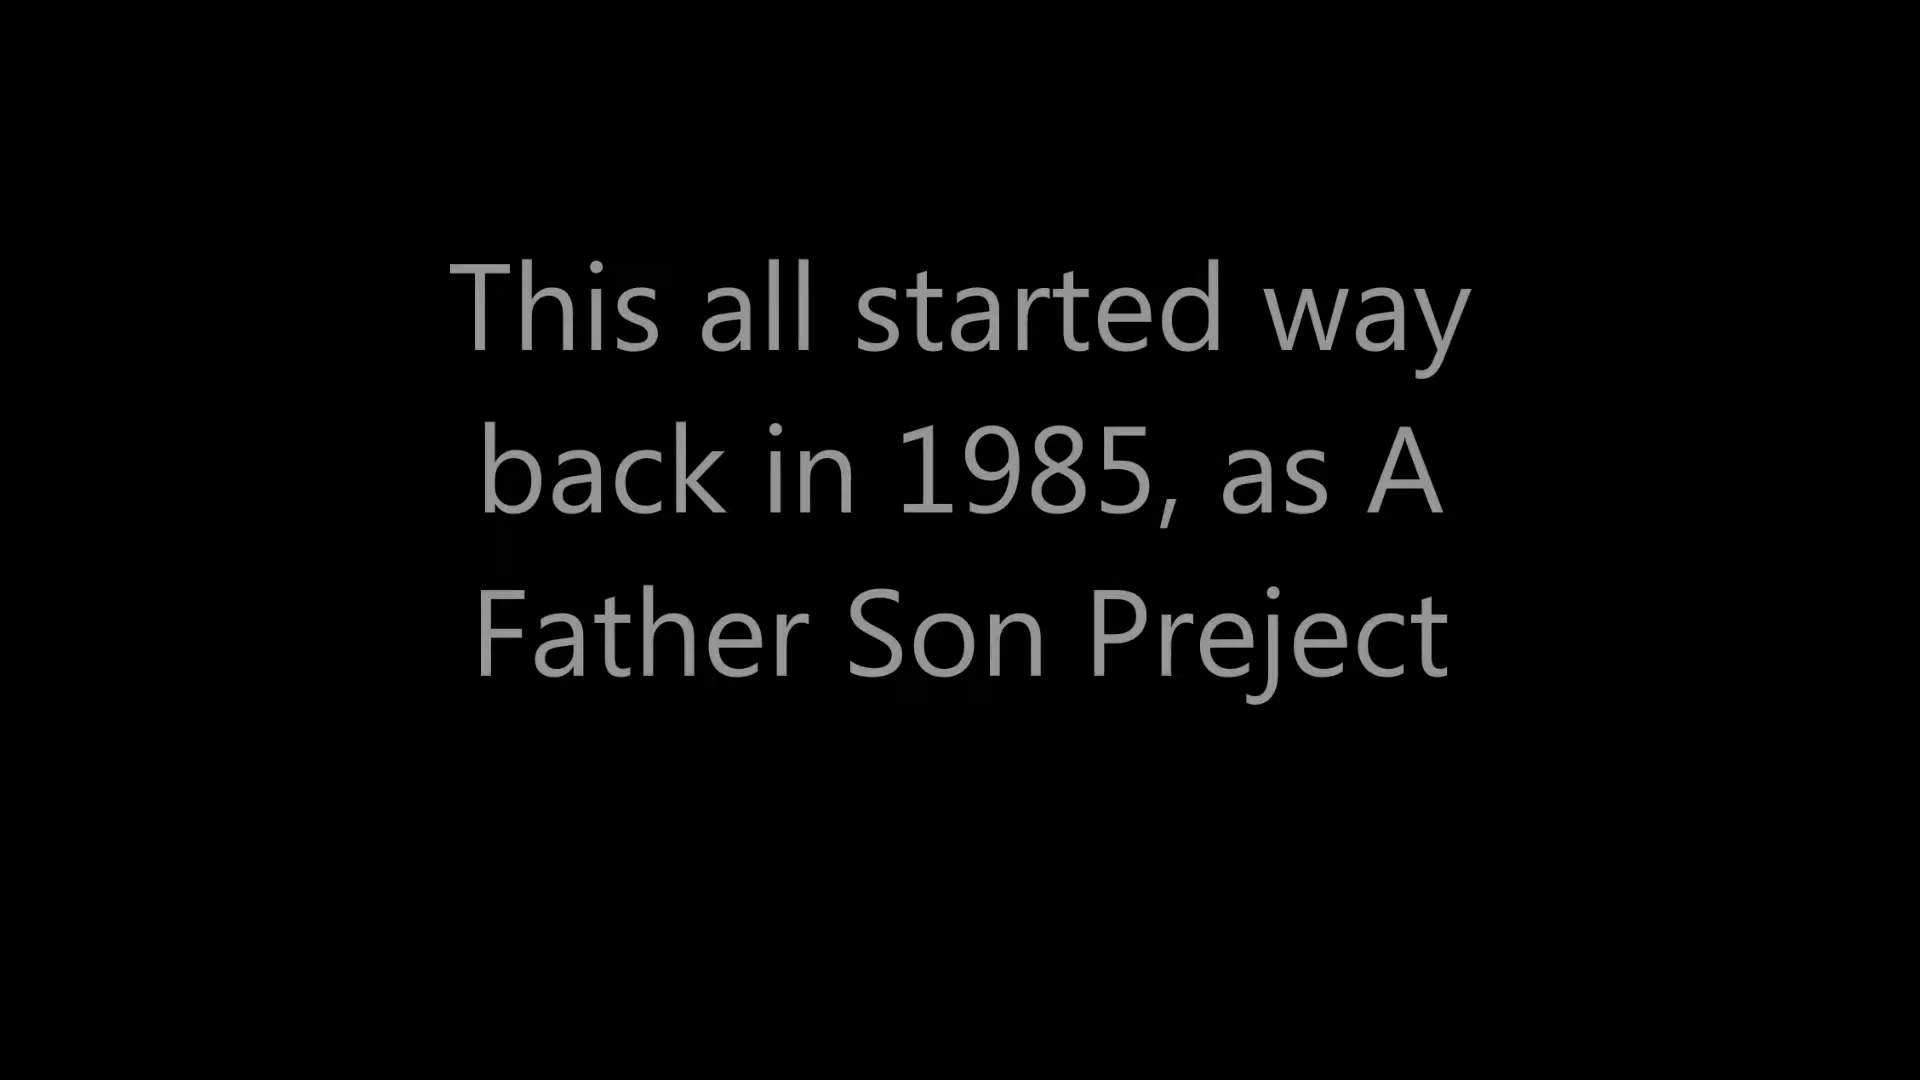 This all started way
back in 1985, as A
Father Son Preject